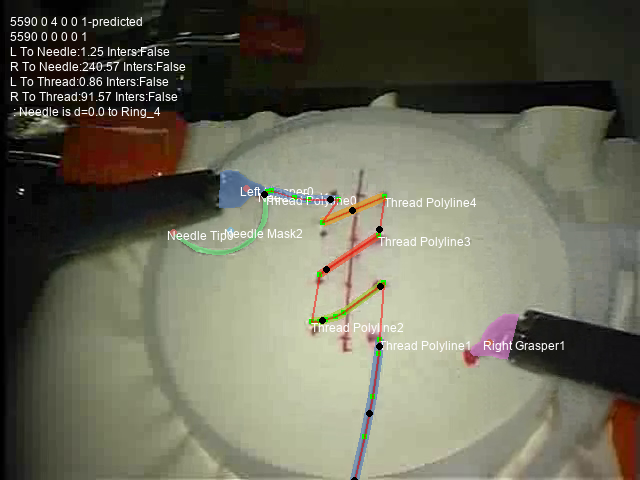 5590 0 4 0 0 1-predicted
5590 0 0 0 0 1
L To Needle:1.25 Inters:False
R To Needle:240.57 Inters:False
L To Thread:0.86 Inters:False
R To Thread:91.57 Inters:False
: Needle is d=0.0 to Ring_4
Thread Polyline0
Thread Polyline4
Needle Tip
Needle Mask2
Thread Polyline3
Thread Polyline2
Thread Polyline1
Right Grasper1